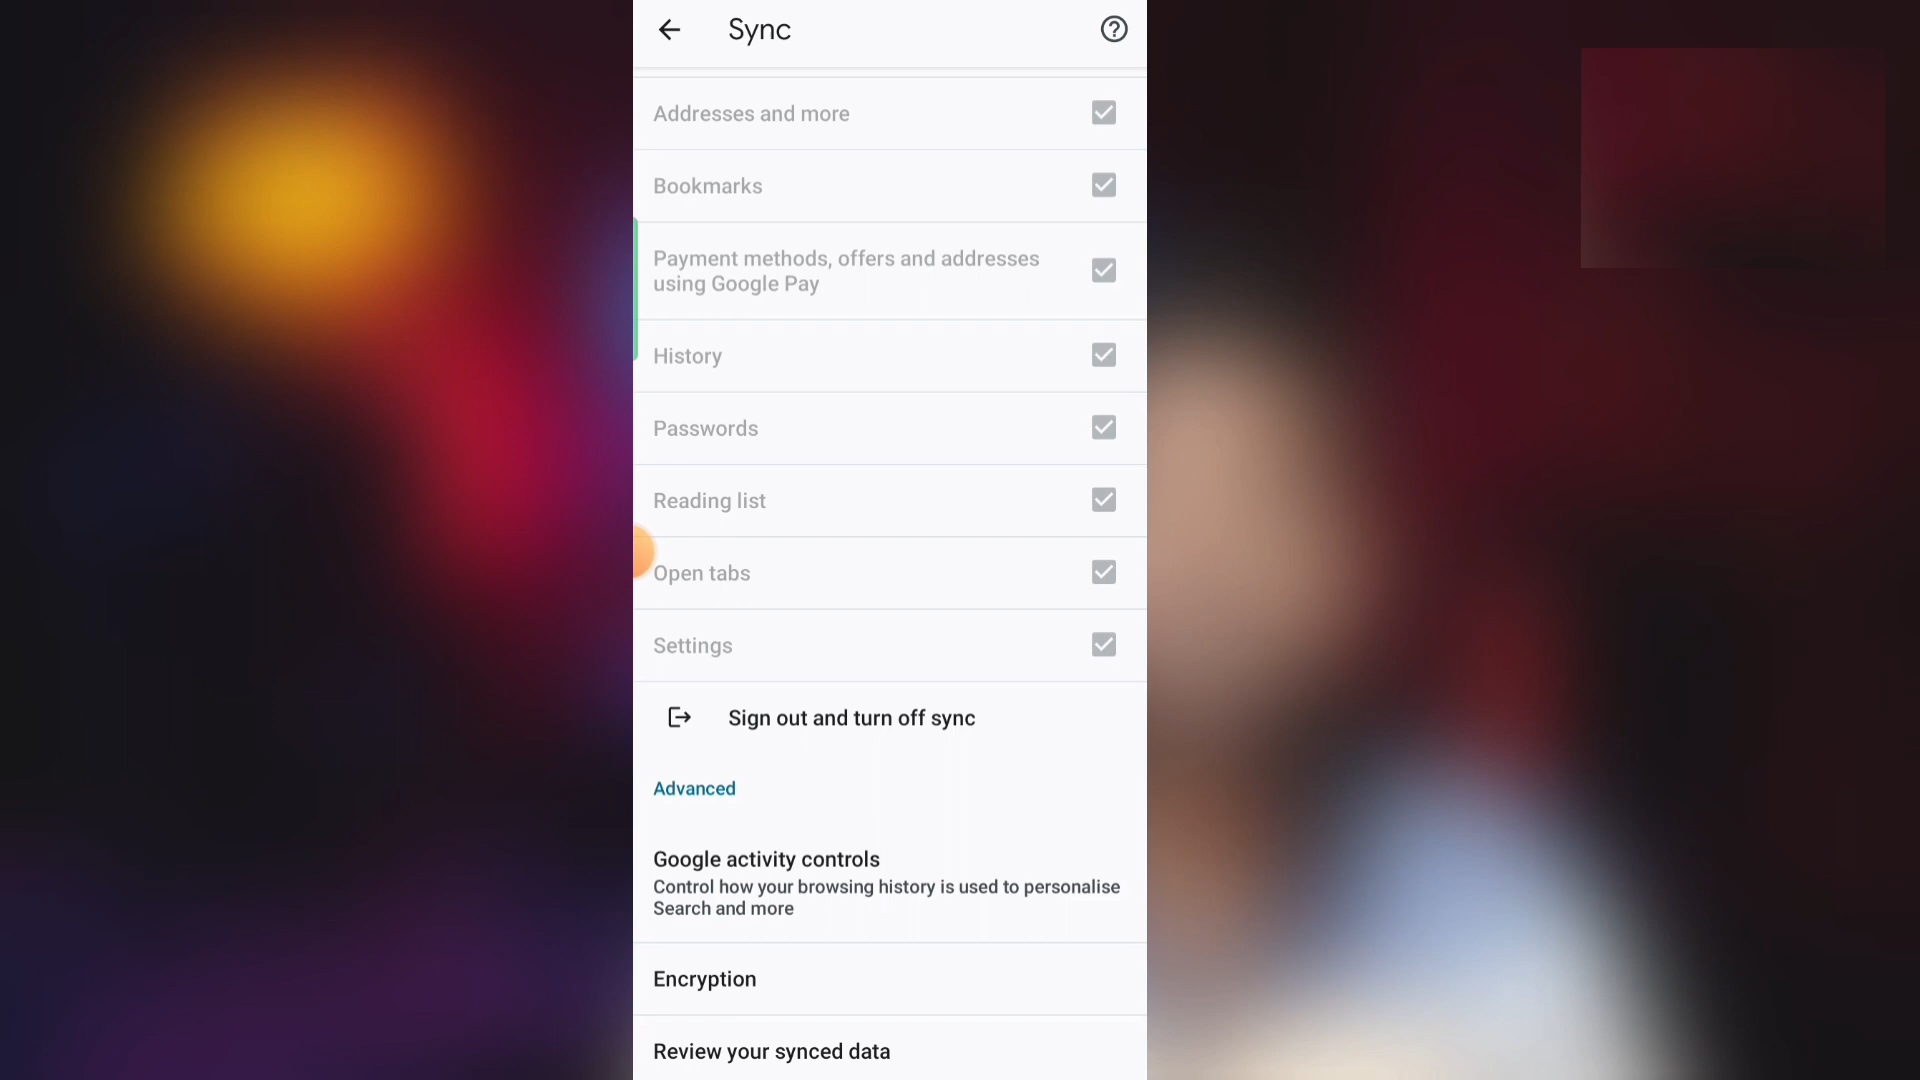 Sync
Addresses and more
Bookmarks
Payment methods, offers and addresses
using Google Pay
History
Passwords
Reading list
Open tabs
Settings
Sign out and turn off sync
Advanced
Google activity controls
Control how your browsing history is used to personalise
Search and more
Encryption
Review your synced data